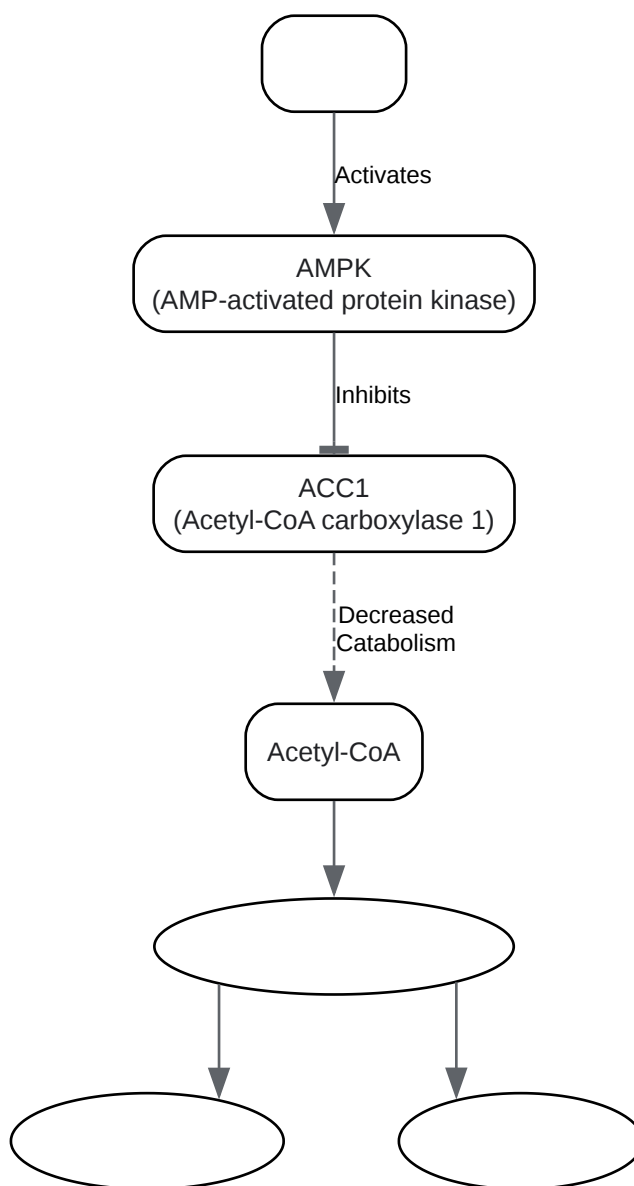 Activates
AMPK
(AMP-activated protein kinase)
Inhibits
ACC1
(Acetyl-CoA carboxylase 1)
Decreased
Catabolism
Acetyl-CoA